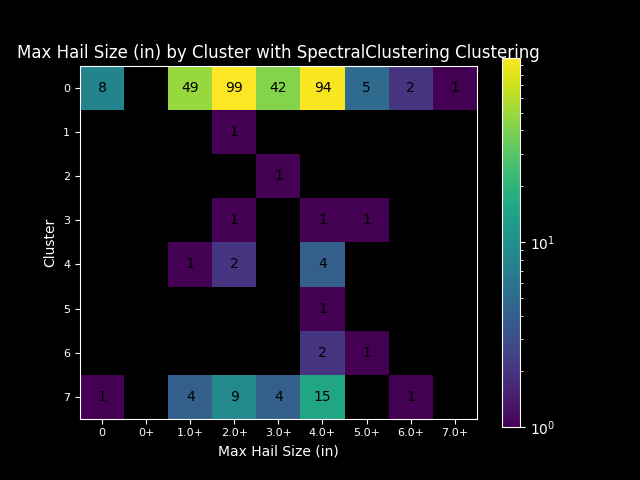 Max Hail Size (in) by Cluster with SpectralClustering Clustering
0 8 49 99 42 94 5 2 1
1 1
2 1
3 1 1 1
4 1 2 4
5 1
6 2 1
7 1 4 9 4 15 1
0 0+ 1.0+ 2.0+ 3.0+ 4.0+ 5.0+ 6.0+ 7.0+
Max Hail Size (in)
Cluster
10^1
10^0